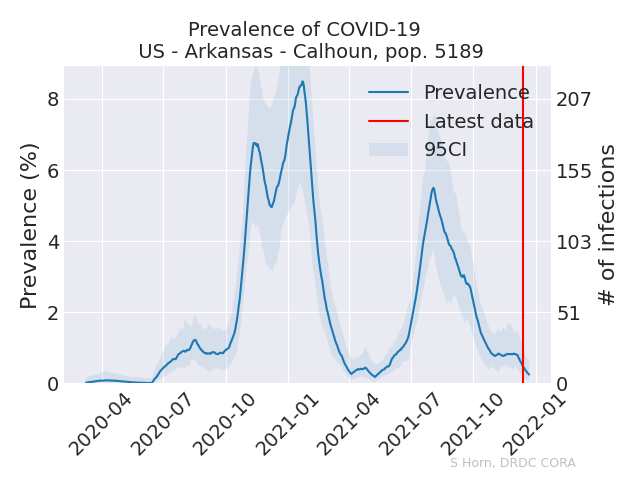 Prevalence of COVID-19
US - Arkansas - Calhoun, pop. 5189
Prevalence
Latest data
95CI
Prevalence (%)
8
6
4
2
0
# of infections
207
155
103
51
0
2020-04
2020-07
2020-10
2021-01
2021-04
2021-07
2021-10
2022-01
S Horn, DRDC CORA